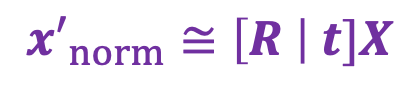 x′norm ≅ [R | t]X